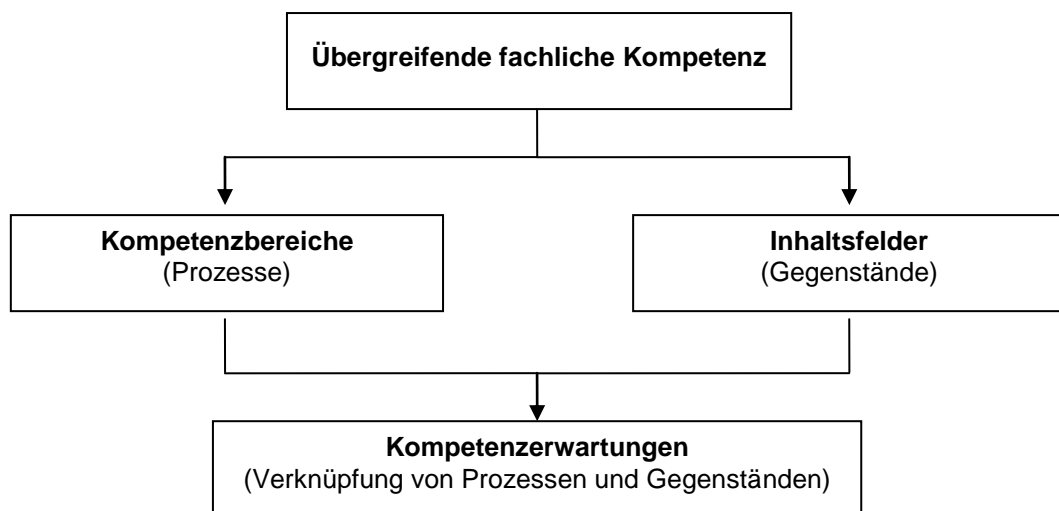 Übergreifende fachliche Kompetenz
Kompetenzbereiche
(Prozesse)
Inhaltsfelder
(Gegenstände)
Kompetenzerwartungen
(Verknüpfung von Prozessen und Gegenständen)